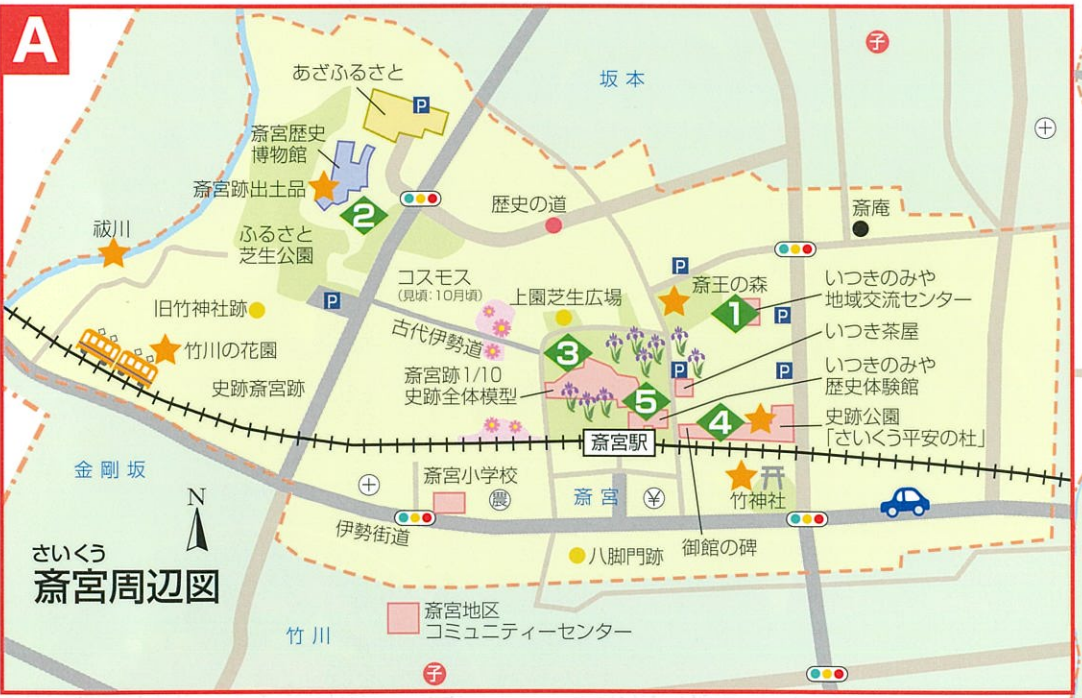 A
坂本
子
あざふるさと
P
斎宮歴史
博物館
斎宮跡出土品
2
歴史の道
斎庵
祓川
ふるさと
芝生公園
P
コスモス
(見頃:10月頃)
上園芝生広場
P
斎王の森
1
P
いつきのみや
地域交流センター
旧竹神社跡
古代伊勢道
いつき茶屋
竹川の花園
3
斎宮跡1/10
史跡全体模型
P
P
いつきのみや
歴史体験館
史跡斎宮跡
5
4
史跡公園
「さいくう平安の杜」
斎宮駅
金剛坂
斎宮小学校
農
斎宮
¥
竹神社
N
伊勢街道
八脚門跡
御館の碑
さいくう
斎宮周辺図
斎宮地区
コミュニティーセンター
竹川
子